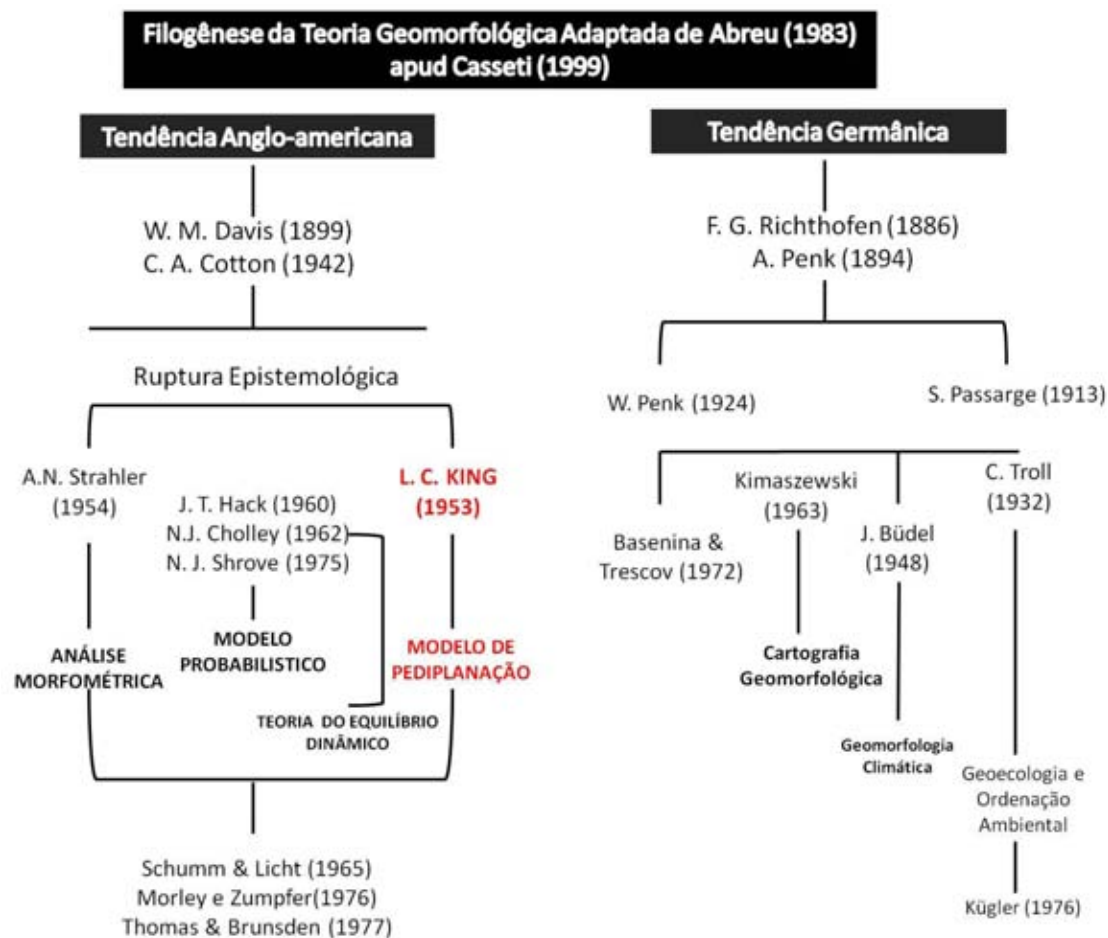 Filogênese da Teoria Geomorfológica Adaptada de Abreu (1983)
apud Casseti (1999)
Tendência Anglo-americana
W. M. Davis (1899)
C. A. Cotton (1942)
Ruptura Epistemológica
A.N. Strahler
(1954)
J. T. Hack (1960)
N.J. Cholley (1962)
N. J. Shrove (1975)
L. C. KING
(1953)
ANÁLISE
MORFOMÉTRICA
MODELO
PROBABILISTICO
MODELO DE
PEDIPLANAÇÃO
TEORIA DO EQUILÍBRIO
DINÂMICO
Schumm & Licht (1965)
Morley e Zumpfer(1976)
Thomas & Brunsden (1977)
Tendência Germânica
F. G. Richthofen (1886)
A. Penk (1894)
W. Penk (1924)
S. Passarge (1913)
Basenina &
Trescov (1972)
Kimaszewski
(1963)
J. Büdel
(1948)
C. Troll
(1932)
Cartografia
Geomorfológica
Geomorfologia
Climática
Geoecologia e
Ordenação
Ambiental
Kügler (1976)